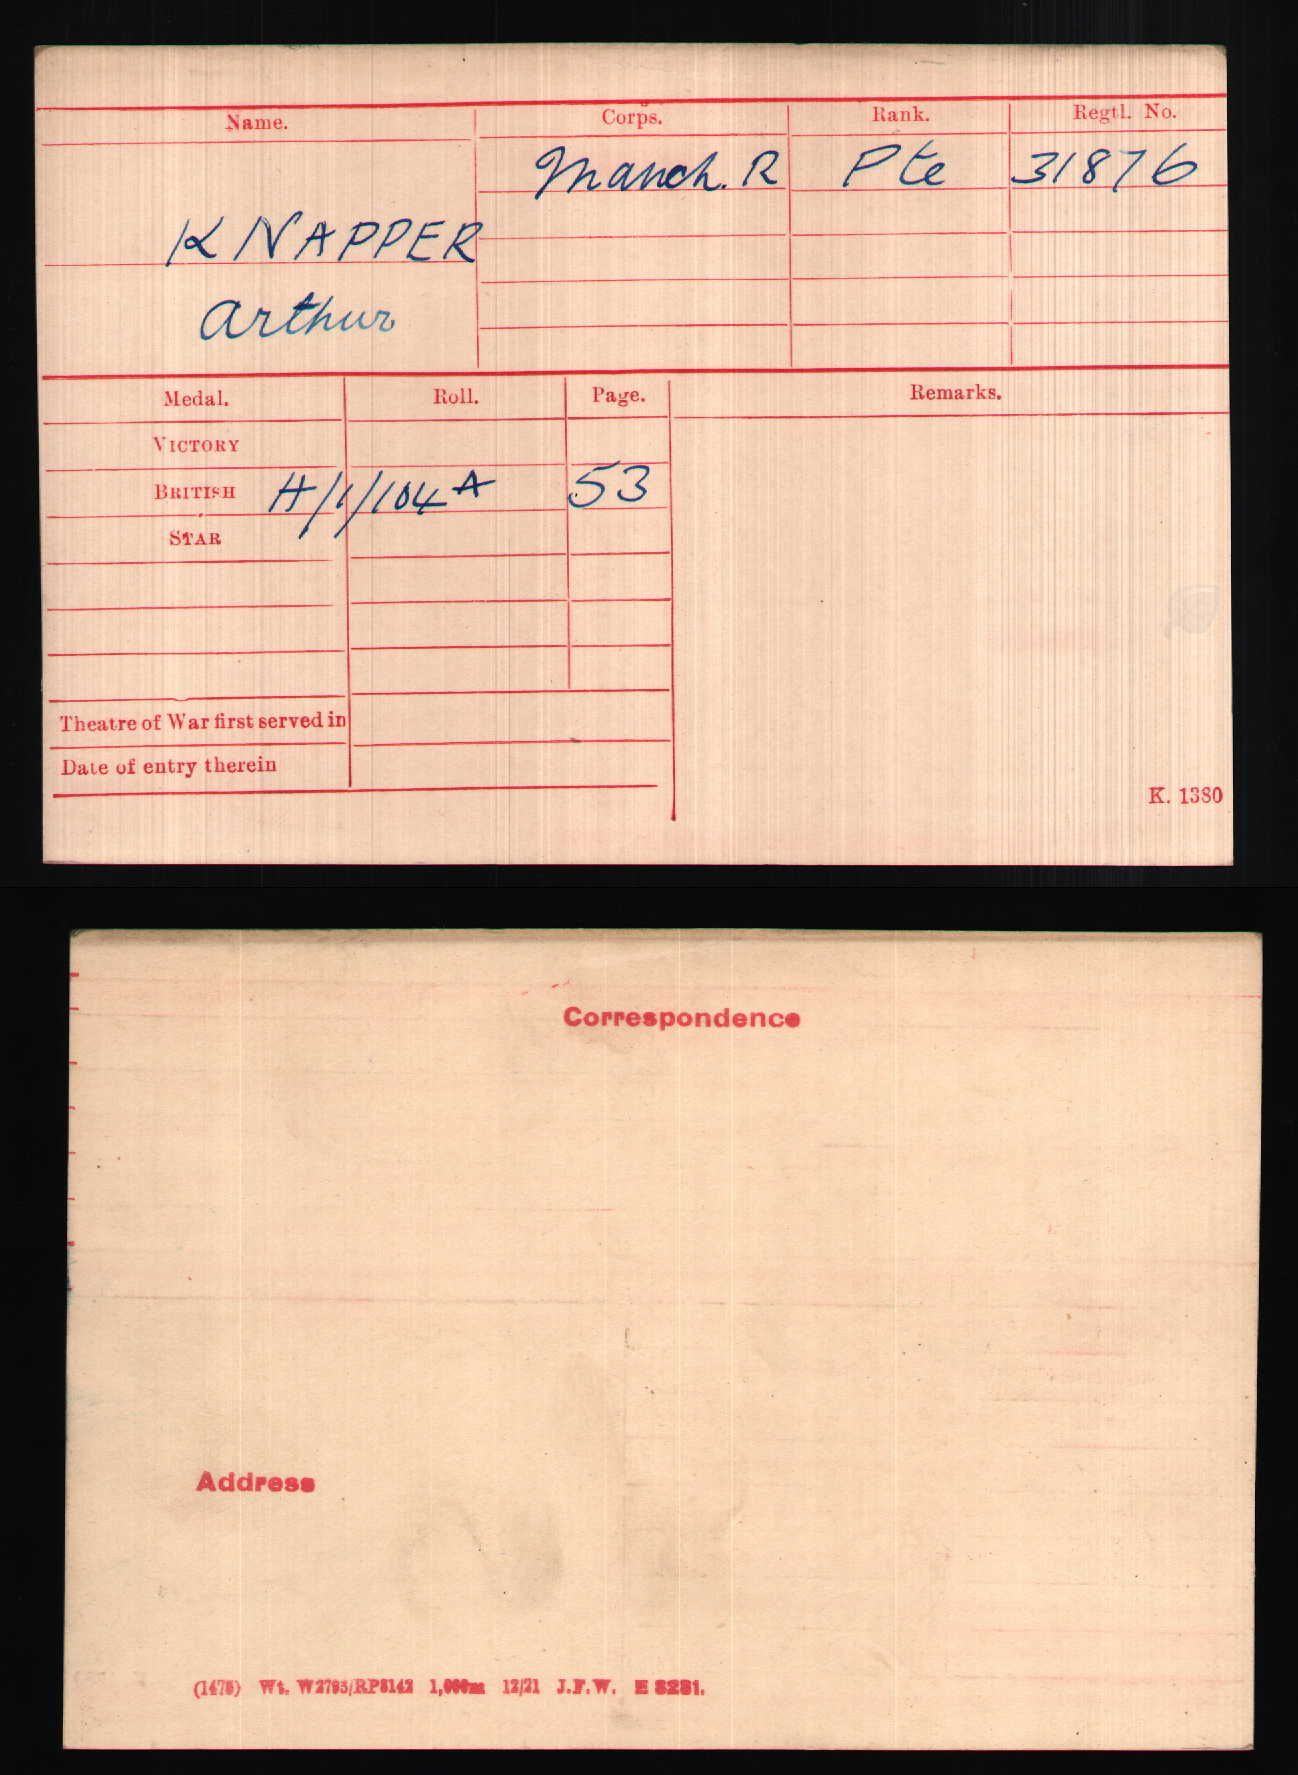 Name. Corps. Rank. Regtl. No.
Manch. R Pte 31876
KNAPPER
Arthur
Medal. Roll. Page. Remarks.
VICTORY
BRITISH H/1/104A 53
STAR
Theatre of War first served in
Date of entry therein
K. 1380
Correspondence
Address
(1476) Wt. W2703/RP8142 1,000m 12/21 J.F.W. E 8281.